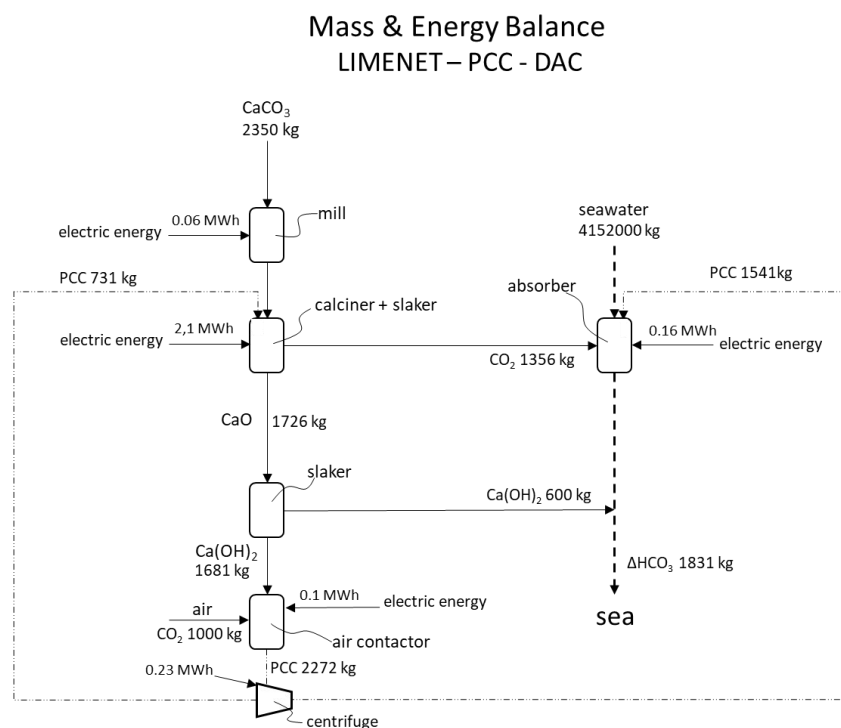 Mass & Energy Balance
LIMENET – PCC - DAC
CaCO₃
2350 kg
mill
0.06 MWh
electric energy
seawater
4152000 kg
PCC 731 kg
PCC 1541kg
absorber
calciner + slaker
2,1 MWh
electric energy
0.16 MWh
electric energy
CO₂ 1356 kg
CaO 1726 kg
slaker
Ca(OH)₂ 600 kg
Ca(OH)₂
1681 kg
ΔHCO₃ 1831 kg
0.1 MWh
electric energy
air
CO₂ 1000 kg
sea
air contactor
PCC 2272 kg
0.23 MWh
centrifuge